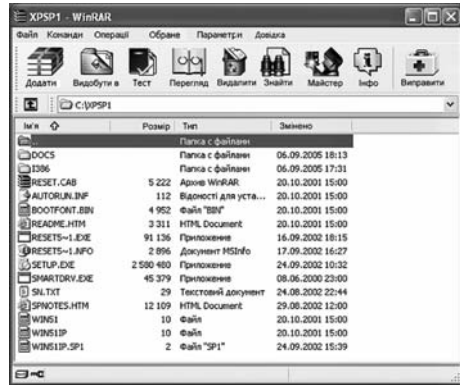 XPSP1 - WinRAR
Файл Команди Операції Обране Параметри Довідка
Додати Видобути в Тест Перегляд Видалити Знайти Майстер Інфо Виправити
C:\XPSP1
Ім'я Розмір Тип Змінено
.. Папка с файлами
DOCS Папка с файлами 06.09.2005 18:13
I386 Папка с файлами 06.09.2005 17:31
RESET.CAB 5 222 Архив WinRAR 20.10.2001 15:00
AUTORUN.INF 112 Відомості для уста... 20.10.2001 15:00
BOOTFONT.BIN 4 952 Файл "BIN" 20.10.2001 15:00
README.HTM 3 311 HTML Document 20.10.2001 15:00
RESET5~1.EXE 91 136 Приложение 16.09.2002 18:15
RESET5~1.NFO 2 896 Документ MSInfo 17.09.2002 16:27
SETUP.EXE 2 580 480 Приложение 24.09.2002 10:32
SMARTDRV.EXE 45 379 Приложение 08.06.2000 23:00
SN.TXT 29 Текстовий документ 24.08.2002 22:44
SPNOTES.HTM 12 109 HTML Document 29.08.2002 12:00
WIN51 10 Файл 20.10.2001 15:00
WIN51IP 10 Файл 20.10.2001 15:00
WIN51IP.SP1 2 Файл "SP1" 24.09.2002 15:39